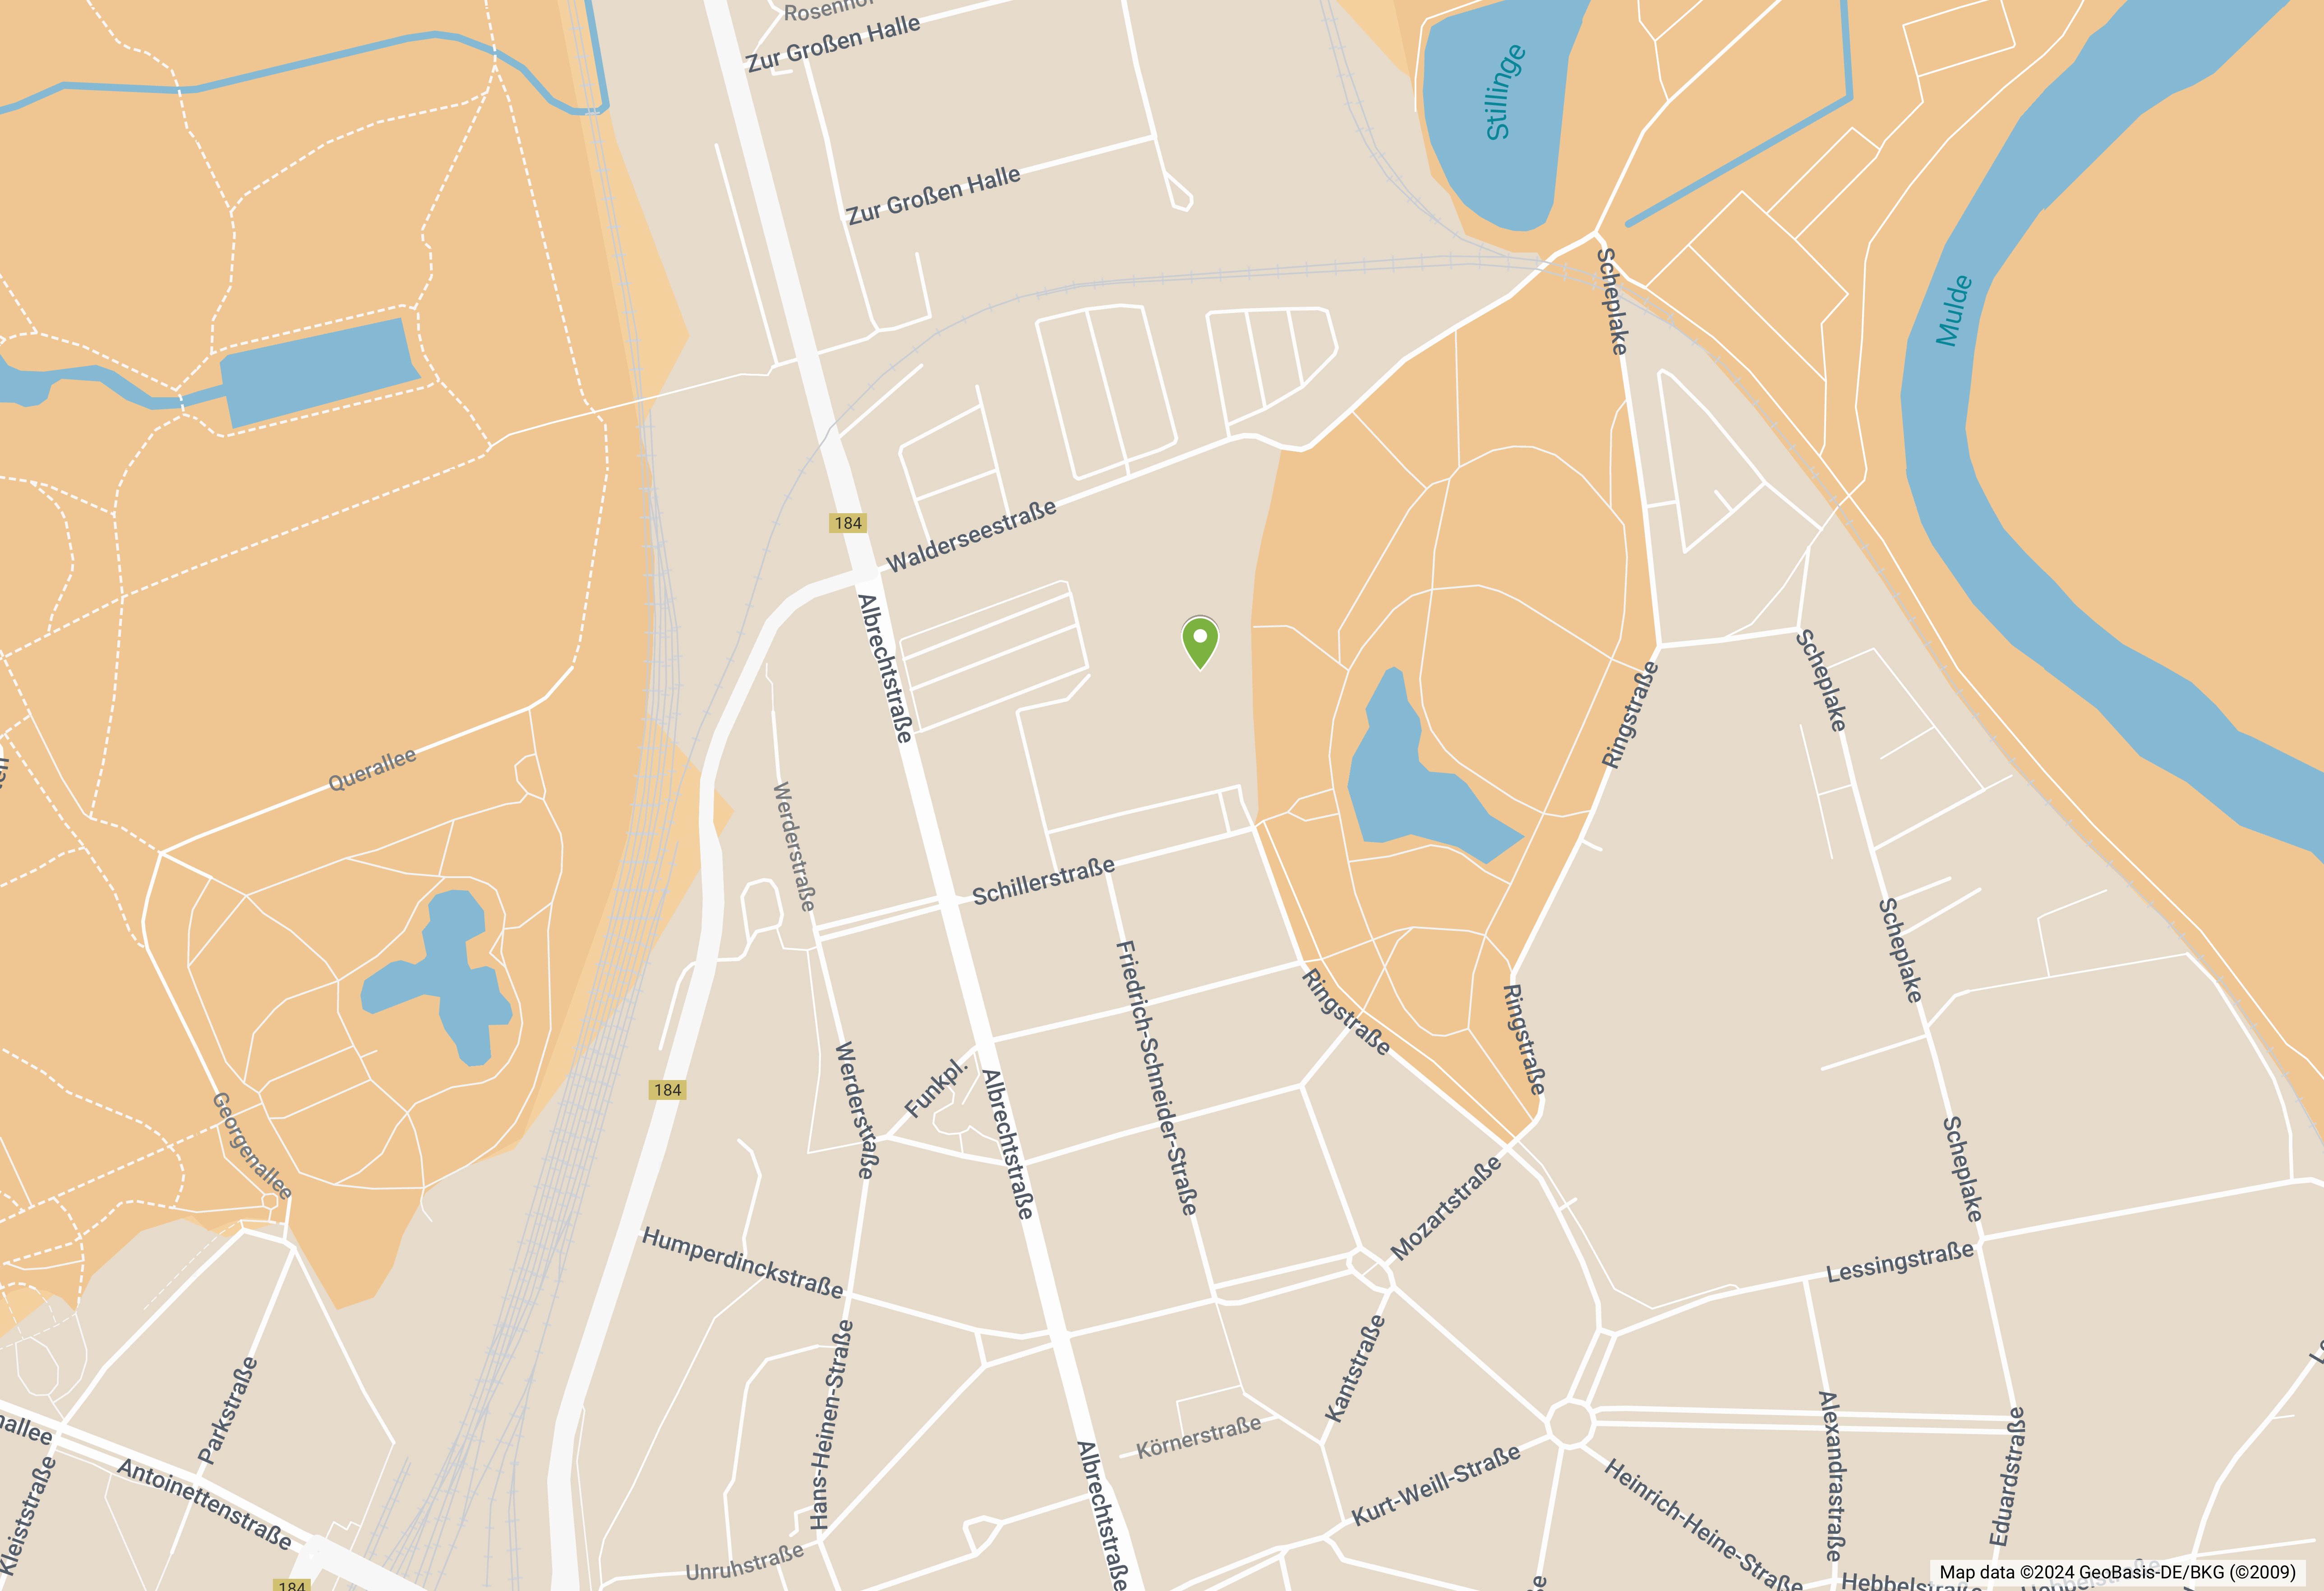 Rosenhof
Zur Großen Halle
Stillinge
Zur Großen Halle
Scheplake
Mulde
184
Walderseestraße
Albrechtstraße
Scheplake
Ringstraße
Querallee
Werderstraße
Schillerstraße
Scheplake
Friedrich-Schneider-Straße
Ringstraße
Ringstraße
Werderstraße
Funkpl.
Albrechtstraße
184
Georgenallee
Scheplake
Mozartstraße
Humperdinckstraße
Lessingstraße
Hans-Heinen-Straße
Kantstraße
Parkstraße
Körnerstraße
Alexandrastraße
Eduardstraße
nallee
Antoinettenstraße
Kleiststraße
Albrechtstraße
Kurt-Weill-Straße
Heinrich-Heine-Straße
Unruhstraße
184
Hebbelstraße
Map data ©2024 GeoBasis-DE/BKG (©2009)